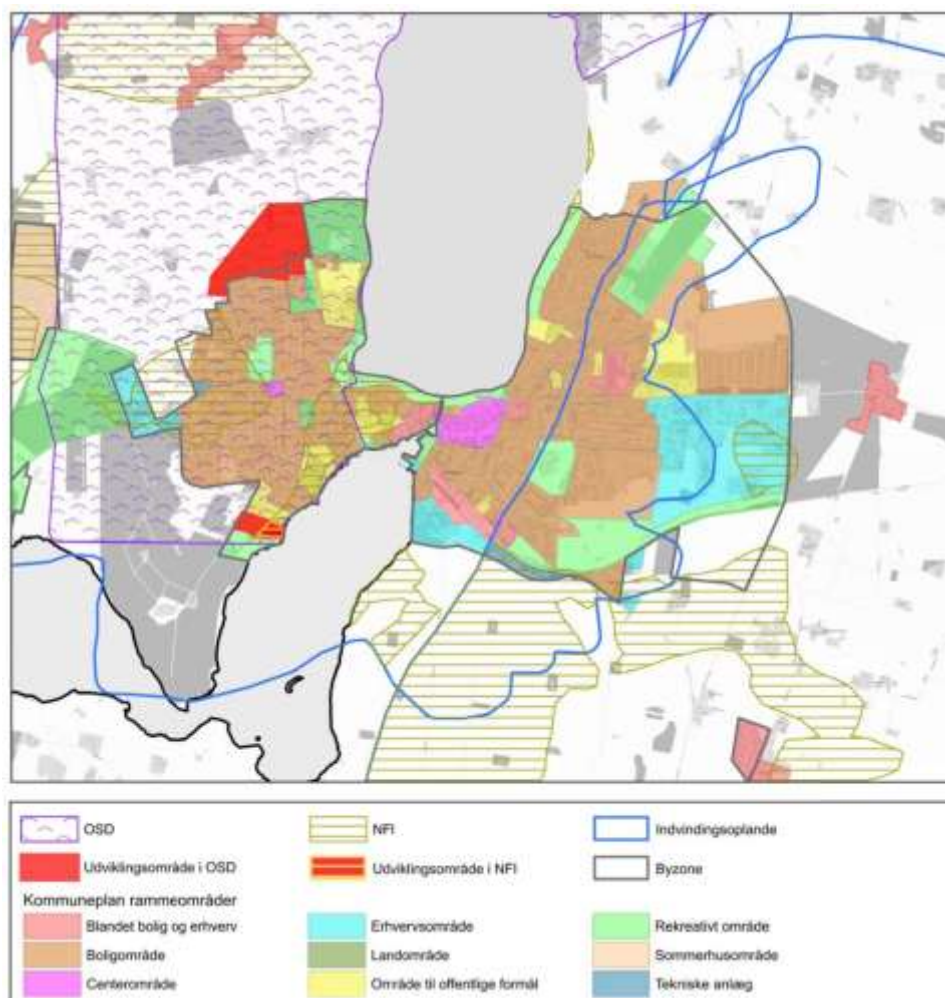 OSD
NFI
Indvindingsoplande
Udviklingsområde i OSD
Udviklingsområde i NFI
Byzone
Kommuneplan rammeområder
Blandet bolig og erhverv
Erhvervsområde
Rekreativt område
Boligområde
Landområde
Sommerhusområde
Centerområde
Område til offentlige formål
Tekniske anlæg